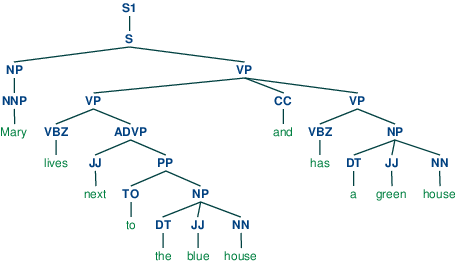 S1
S
NP VP
NNP VP CC VP
Mary VBZ ADVP and VBZ NP
lives JJ PP has DT JJ NN
next TO NP a green house
to DT JJ NN
the blue house